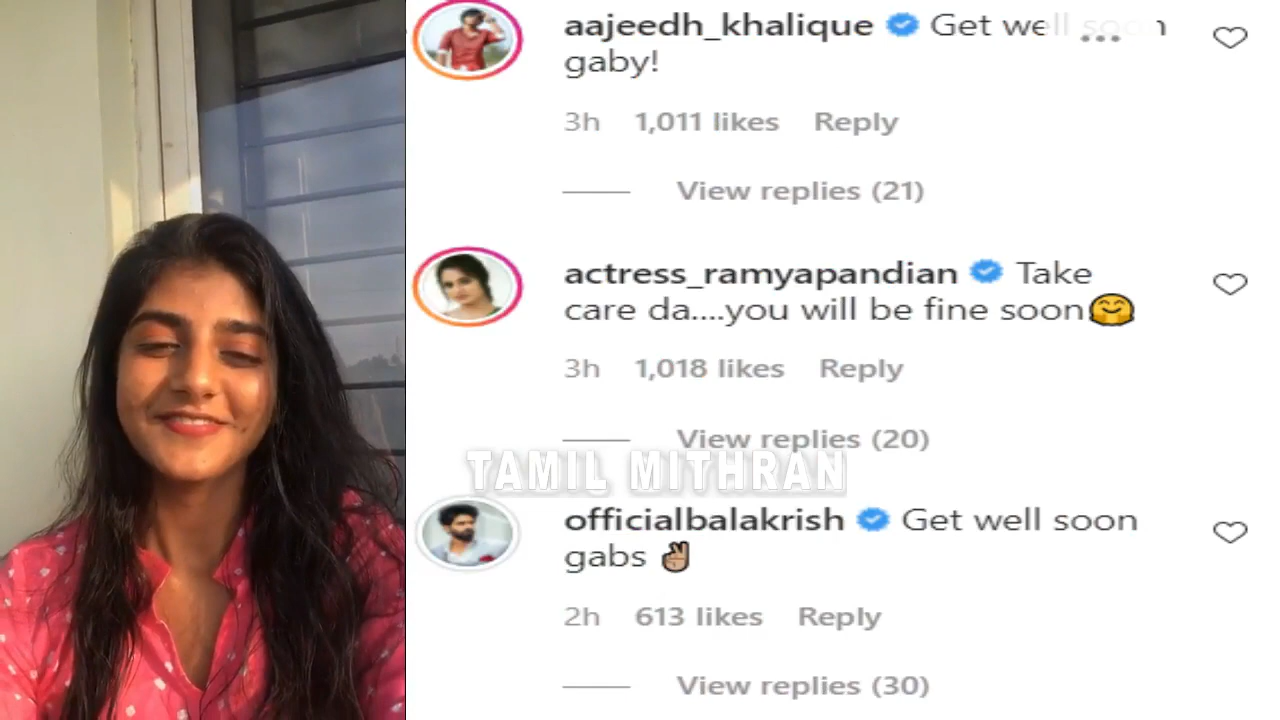 aajeedh_khalique Get well soon
gaby!
3h 1,011 likes Reply
View replies (21)
actress_ramyapandian Take
care da....you will be fine soon🤗
3h 1,018 likes Reply
View replies (20)
TAMIL MITHRAN
officialbalakrish Get well soon
gabs ✌🏽
2h 613 likes Reply
View replies (30)